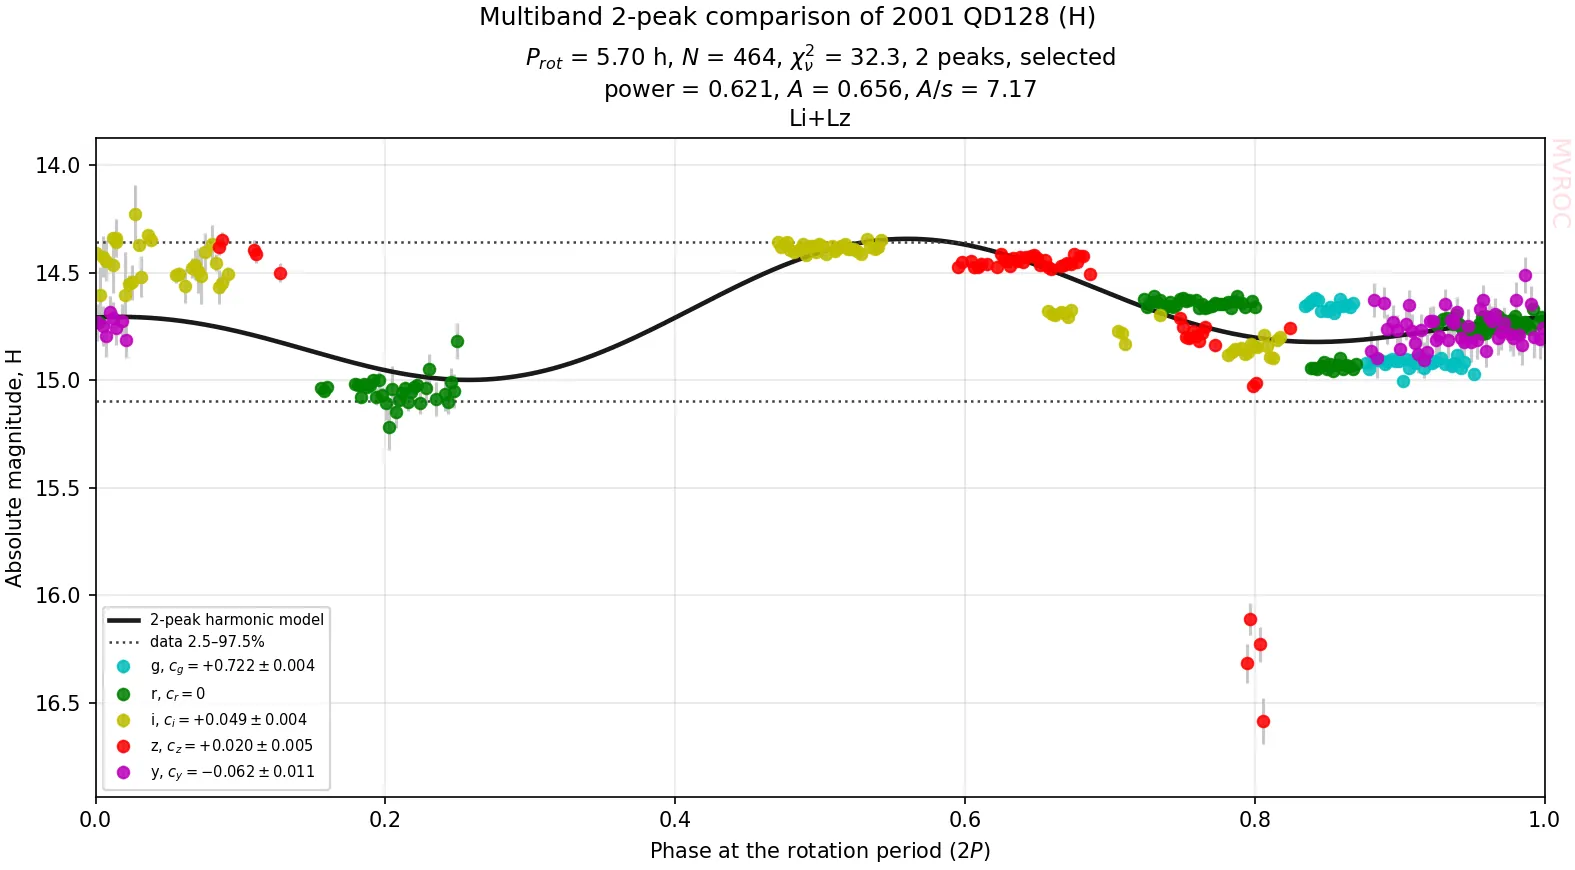 Multiband 2-peak comparison of 2001 QD128 (H)
P_rot = 5.70 h, N = 464, χ²_ν = 32.3, 2 peaks, selected
power = 0.621, A = 0.656, A/s = 7.17
Li+Lz
MVROC
Absolute magnitude, H
14.0
14.5
15.0
15.5
16.0
16.5
2-peak harmonic model
data 2.5–97.5%
g, c_g = +0.722 ± 0.004
r, c_r = 0
i, c_i = +0.049 ± 0.004
z, c_z = +0.020 ± 0.005
y, c_y = −0.062 ± 0.011
0.0 0.2 0.4 0.6 0.8 1.0
Phase at the rotation period (2P)